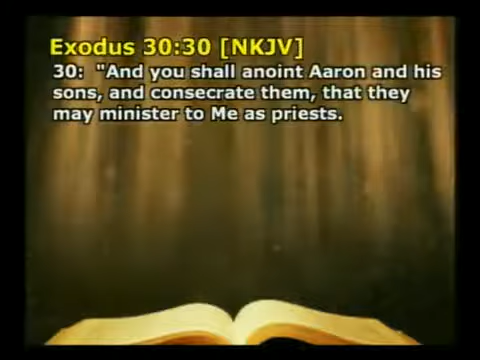 Exodus 30:30 [NKJV]
30:  "And you shall anoint Aaron and his
sons, and consecrate them, that they
may minister to Me as priests.